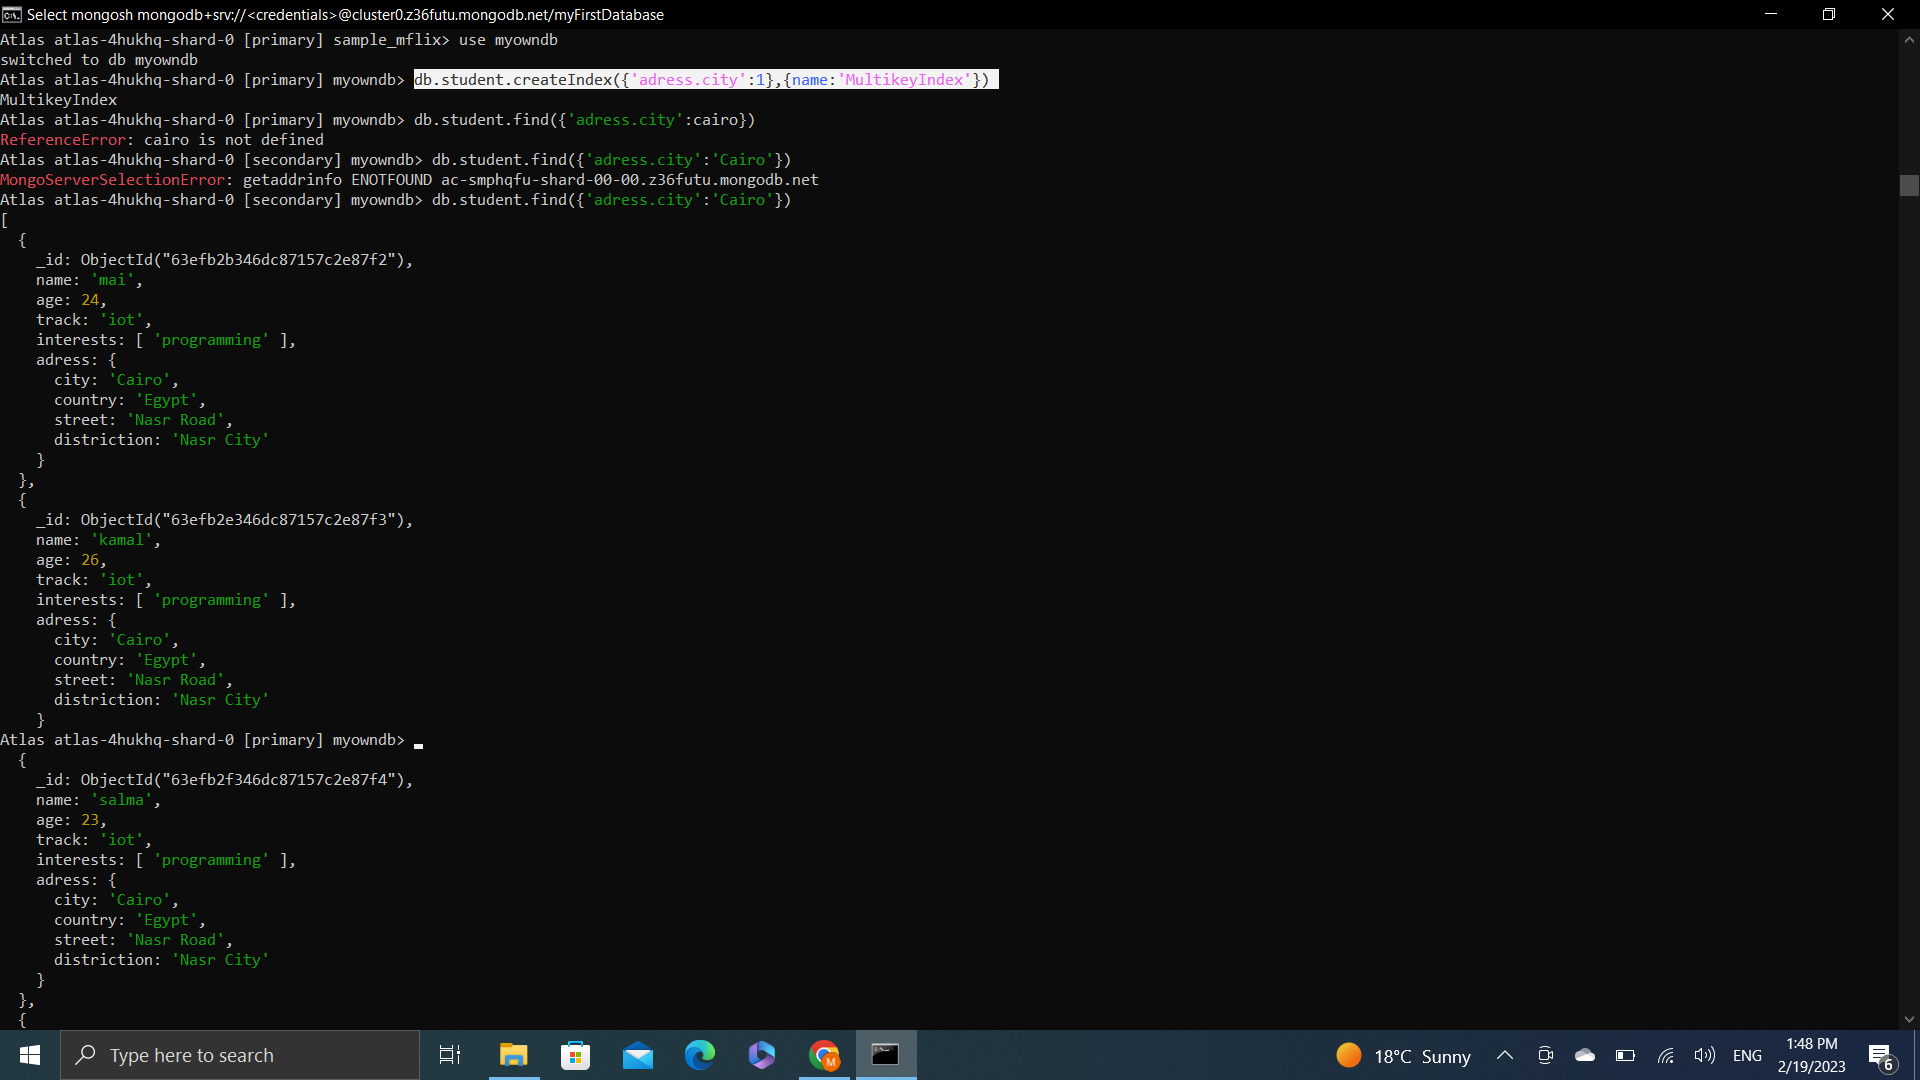 Select mongosh mongodb+srv://<credentials>@cluster0.z36futu.mongodb.net/myFirstDatabase
Atlas atlas-4hukhq-shard-0 [primary] sample_mflix> use myowndb
switched to db myowndb
Atlas atlas-4hukhq-shard-0 [primary] myowndb> db.student.createIndex({'adress.city':1},{name:'MultikeyIndex'})
MultikeyIndex
Atlas atlas-4hukhq-shard-0 [primary] myowndb> db.student.find({'adress.city':cairo})
ReferenceError: cairo is not defined
Atlas atlas-4hukhq-shard-0 [secondary] myowndb> db.student.find({'adress.city':'Cairo'})
MongoServerSelectionError: getaddrinfo ENOTFOUND ac-smphqfu-shard-00-00.z36futu.mongodb.net
Atlas atlas-4hukhq-shard-0 [secondary] myowndb> db.student.find({'adress.city':'Cairo'})
[
  {
    _id: ObjectId("63efb2b346dc87157c2e87f2"),
    name: 'mai',
    age: 24,
    track: 'iot',
    interests: [ 'programming' ],
    adress: {
      city: 'Cairo',
      country: 'Egypt',
      street: 'Nasr Road',
      distriction: 'Nasr City'
    }
  },
  {
    _id: ObjectId("63efb2e346dc87157c2e87f3"),
    name: 'kamal',
    age: 26,
    track: 'iot',
    interests: [ 'programming' ],
    adress: {
      city: 'Cairo',
      country: 'Egypt',
      street: 'Nasr Road',
      distriction: 'Nasr City'
    }
Atlas atlas-4hukhq-shard-0 [primary] myowndb>
  {
    _id: ObjectId("63efb2f346dc87157c2e87f4"),
    name: 'salma',
    age: 23,
    track: 'iot',
    interests: [ 'programming' ],
    adress: {
      city: 'Cairo',
      country: 'Egypt',
      street: 'Nasr Road',
      distriction: 'Nasr City'
    }
  },
  {
Type here to search
M
18°C Sunny
ENG
1:48 PM
2/19/2023
6